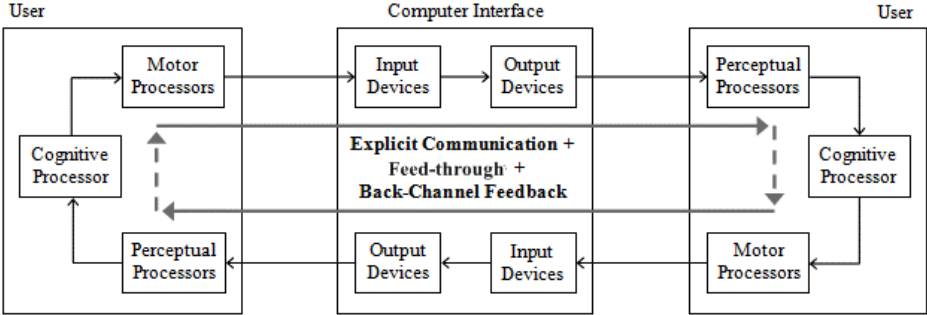 User
Computer Interface
User
Motor
Processors
Input
Devices
Output
Devices
Perceptual
Processors
Explicit Communication +
Feed-through +
Back-Channel Feedback
Cognitive
Processor
Cognitive
Processor
Perceptual
Processors
Output
Devices
Input
Devices
Motor
Processors